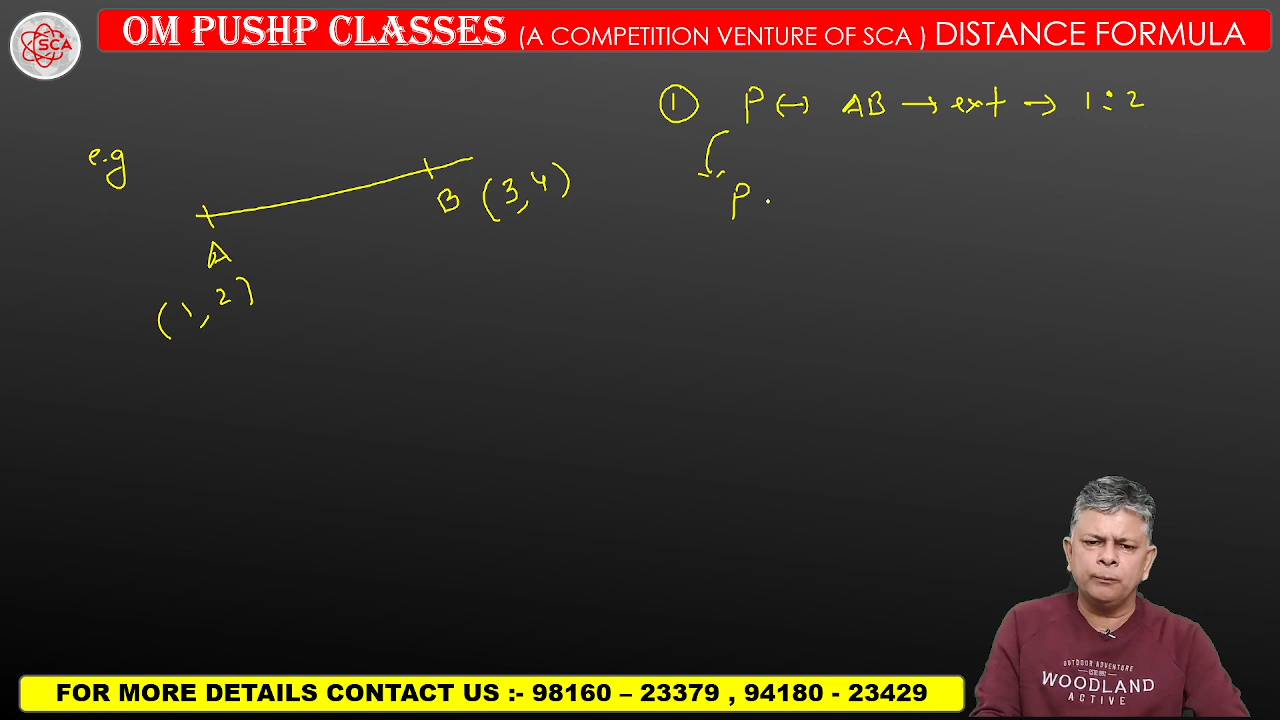 SCA
OM PUSHP CLASSES (A COMPETITION VENTURE OF SCA ) DISTANCE FORMULA
① P ↔ AB → ext → 1:2
e.g
P .
B (3,4)
A
(1,2)
OUTDOOR ADVENTURE
WOODLAND
ACTIVE
FOR MORE DETAILS CONTACT US :- 98160 – 23379 , 94180 - 23429